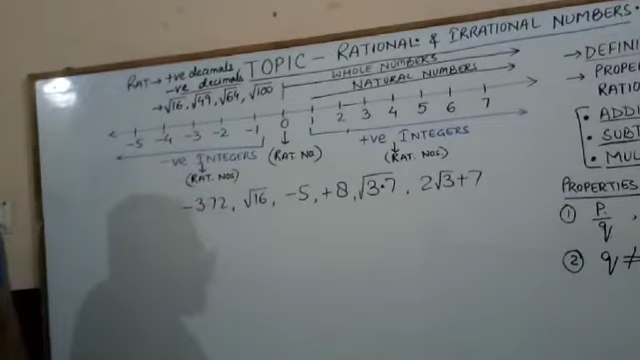 TOPIC - RATIONAL & IRRATIONAL NUMBERS.
RAT → +ve decimals
-ve decimals
→ √16, √49, √64, √100
WHOLE NUMBERS
NATURAL NUMBERS
-5 -4 -3 -2 -1 0 1 2 3 4 5 6 7
-ve INTEGERS (RAT. NO) +ve INTEGERS
(RAT. NOS) (RAT. NOS)
-372, √16, -5, +8, √3.7, 2√3+7
→ DEFINI
→ PROPER
RATIO
• ADDI
• SUBT
• MUL
PROPERTIES
① P/q,
② q ≠